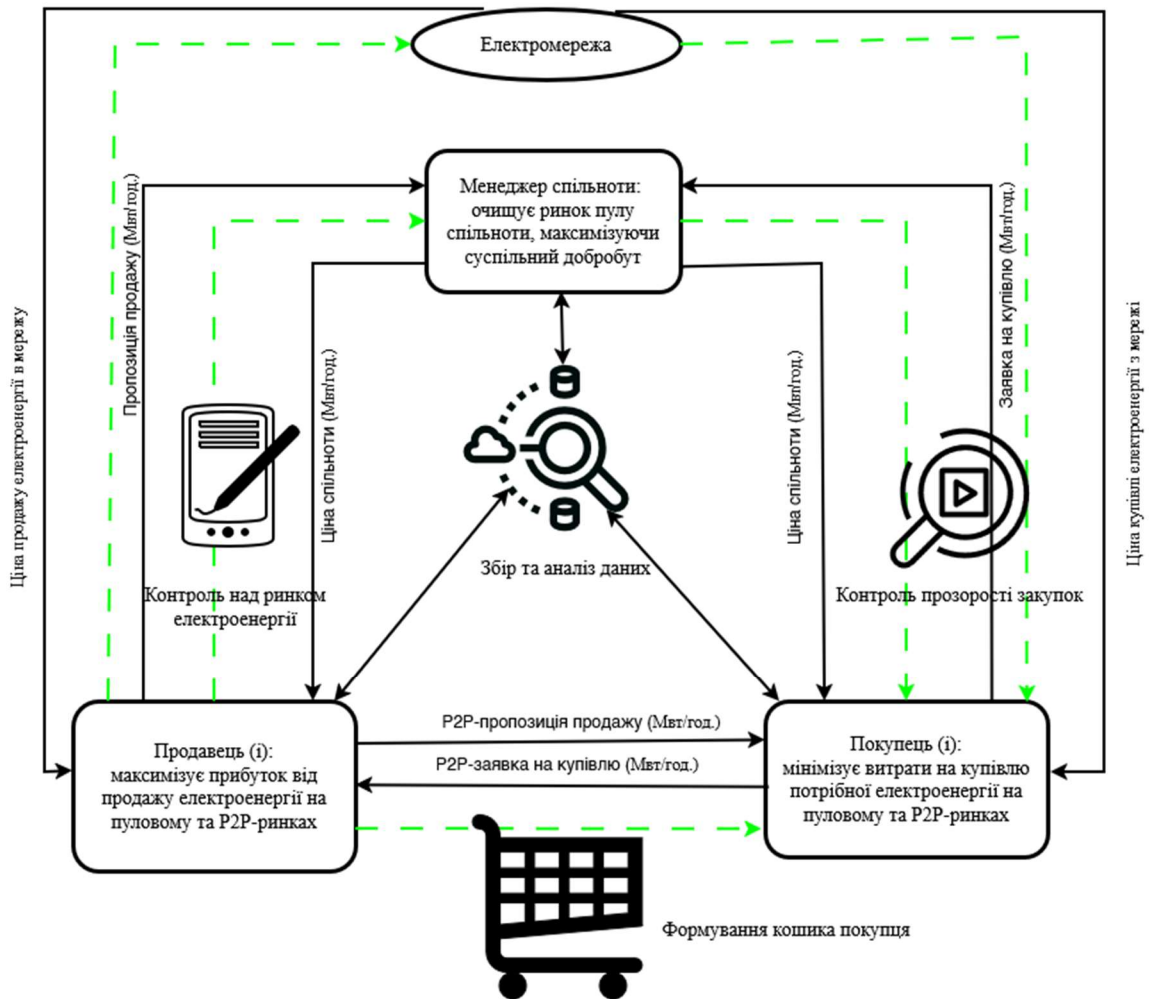 Електромережа
Менеджер спільноти:
очищує ринок пулу
спільноти, максимізуючи
суспільний добробут
Ціна продажу електроенергії в мережу
Пропозиція продажу (Мвт/год.)
Ціна спільноти (Мвт/год.)
Ціна спільноти (Мвт/год.)
Заявка на купівлю (Мвт/год.)
Ціна купівлі електроенергії з мережі
Збір та аналіз даних
Контроль над ринком
електроенергії
Контроль прозорості закупок
Продавець (і):
максимізує прибуток від
продажу електроенергії на
пуловому та P2P-ринках
P2P-пропозиція продажу (Мвт/год.)
P2P-заявка на купівлю (Мвт/год.)
Покупець (і):
мінімізує витрати на купівлю
потрібної електроенергії на
пуловому та P2P-ринках
Формування кошика покупця